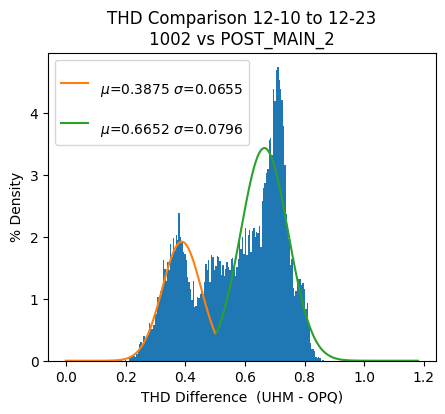 THD Comparison 12-10 to 12-23
1002 vs POST_MAIN_2
μ=0.3875 σ=0.0655
μ=0.6652 σ=0.0796
% Density
4
3
2
1
0
0.0 0.2 0.4 0.6 0.8 1.0 1.2
THD Difference (UHM - OPQ)